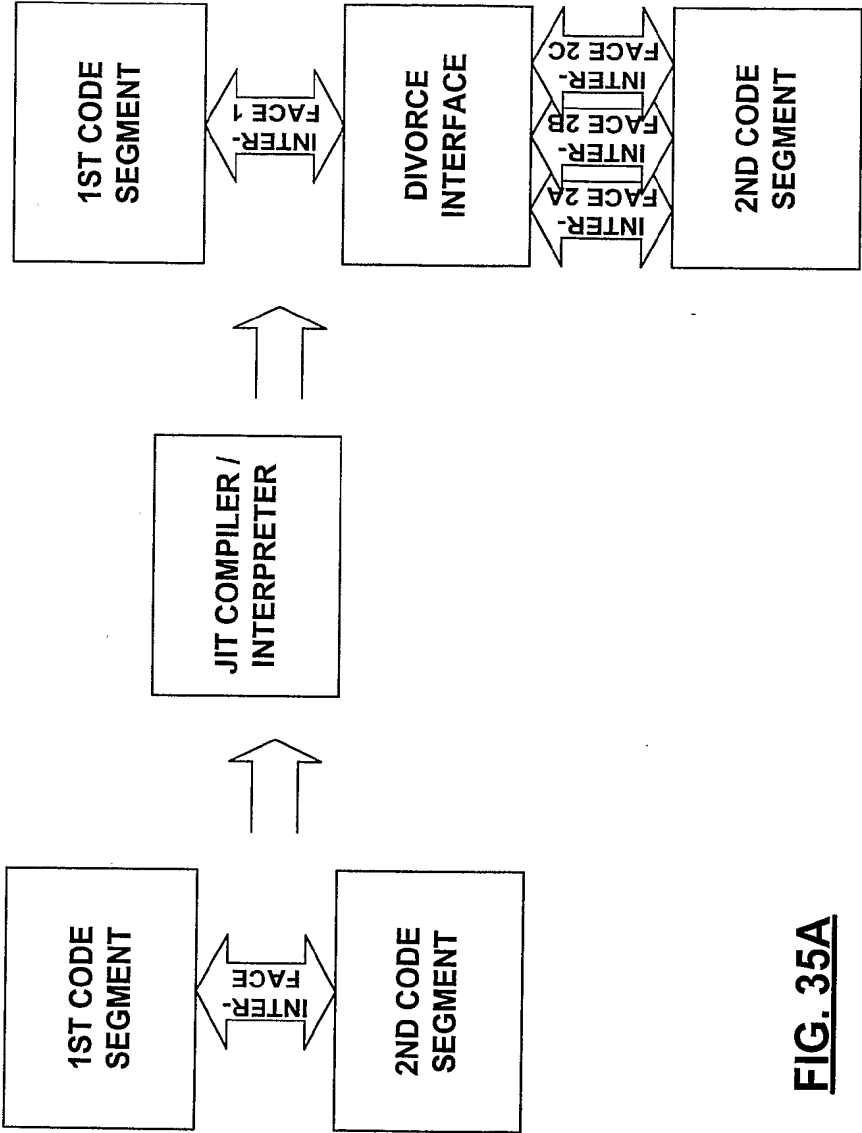 1ST CODE
SEGMENT
INTER-
FACE
2ND CODE
SEGMENT
JIT COMPILER /
INTERPRETER
1ST CODE
SEGMENT
INTER-
FACE 1
DIVORCE
INTERFACE
INTER-
FACE 2A
INTER-
FACE 2B
INTER-
FACE 2C
2ND CODE
SEGMENT
FIG. 35A